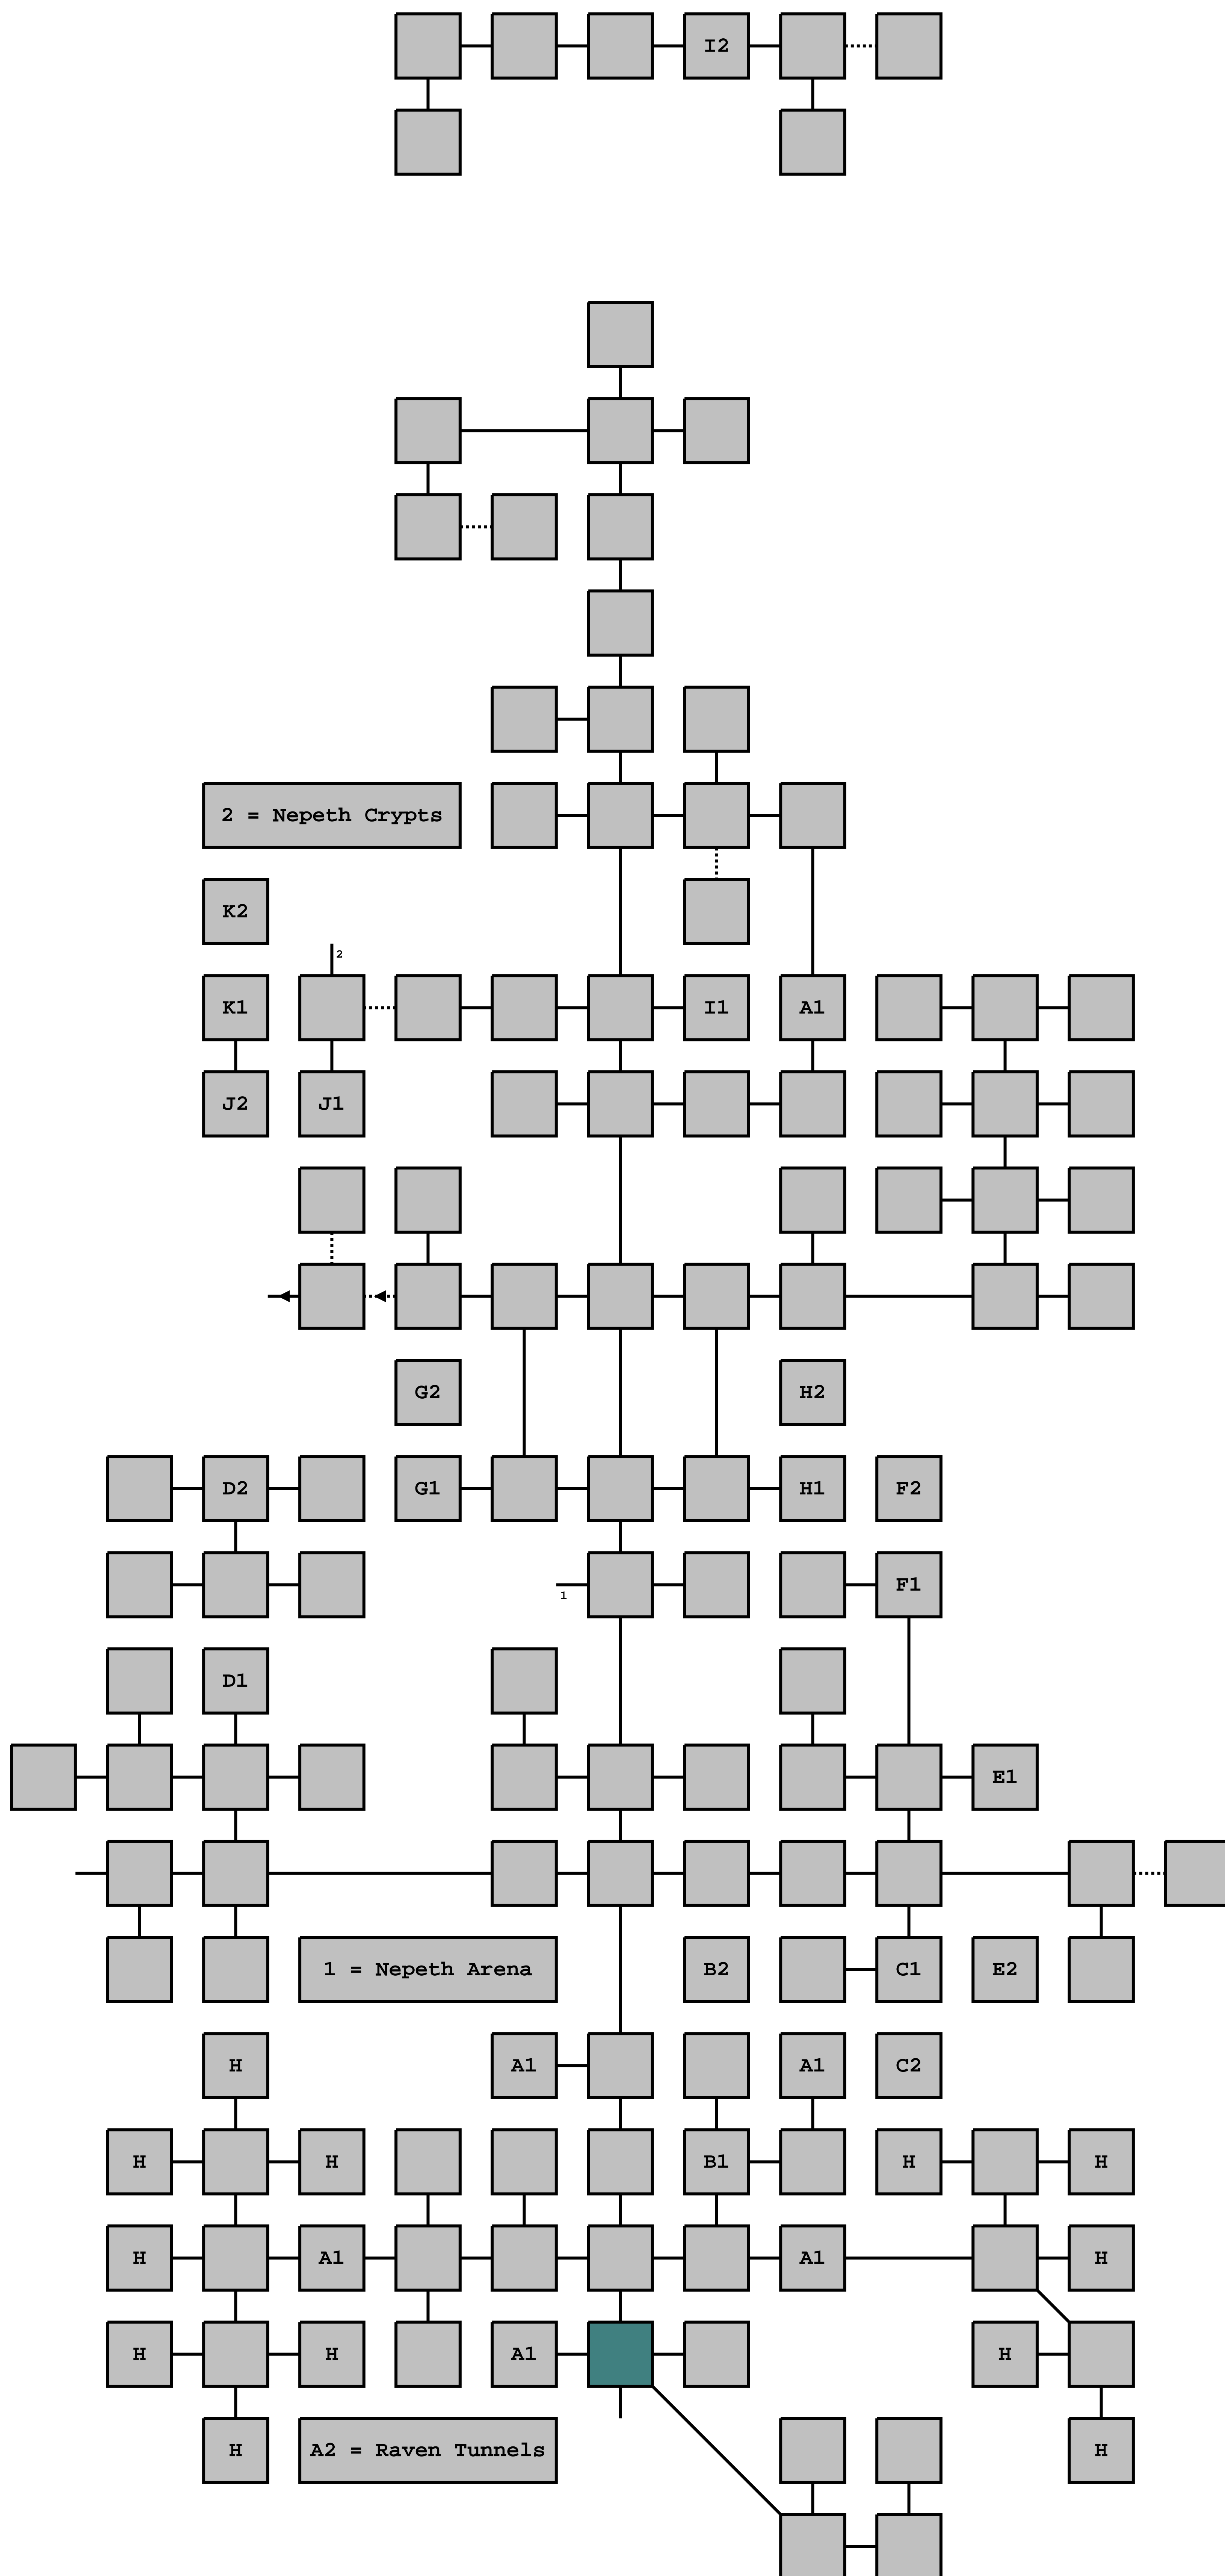 I2
2 = Nepeth Crypts
K2
2
K1
I1
A1
J2
J1
G2
H2
D2
G1
H1
F2
1
F1
D1
E1
1 = Nepeth Arena
B2
C1
E2
H
A1
A1
C2
H
H
B1
H
H
H
A1
A1
H
H
H
A1
H
H
A2 = Raven Tunnels
H